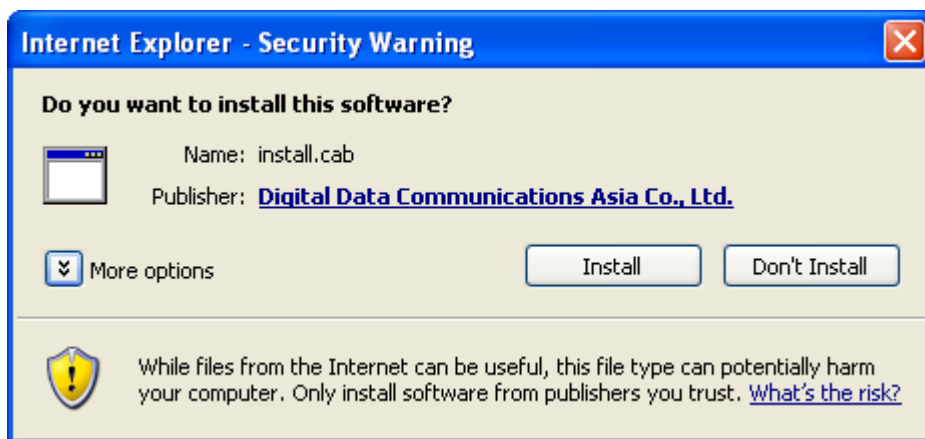 Internet Explorer - Security Warning
Do you want to install this software?
Name: install.cab
Publisher: Digital Data Communications Asia Co., Ltd.
More options
Install
Don't Install
While files from the Internet can be useful, this file type can potentially harm
your computer. Only install software from publishers you trust. What's the risk?